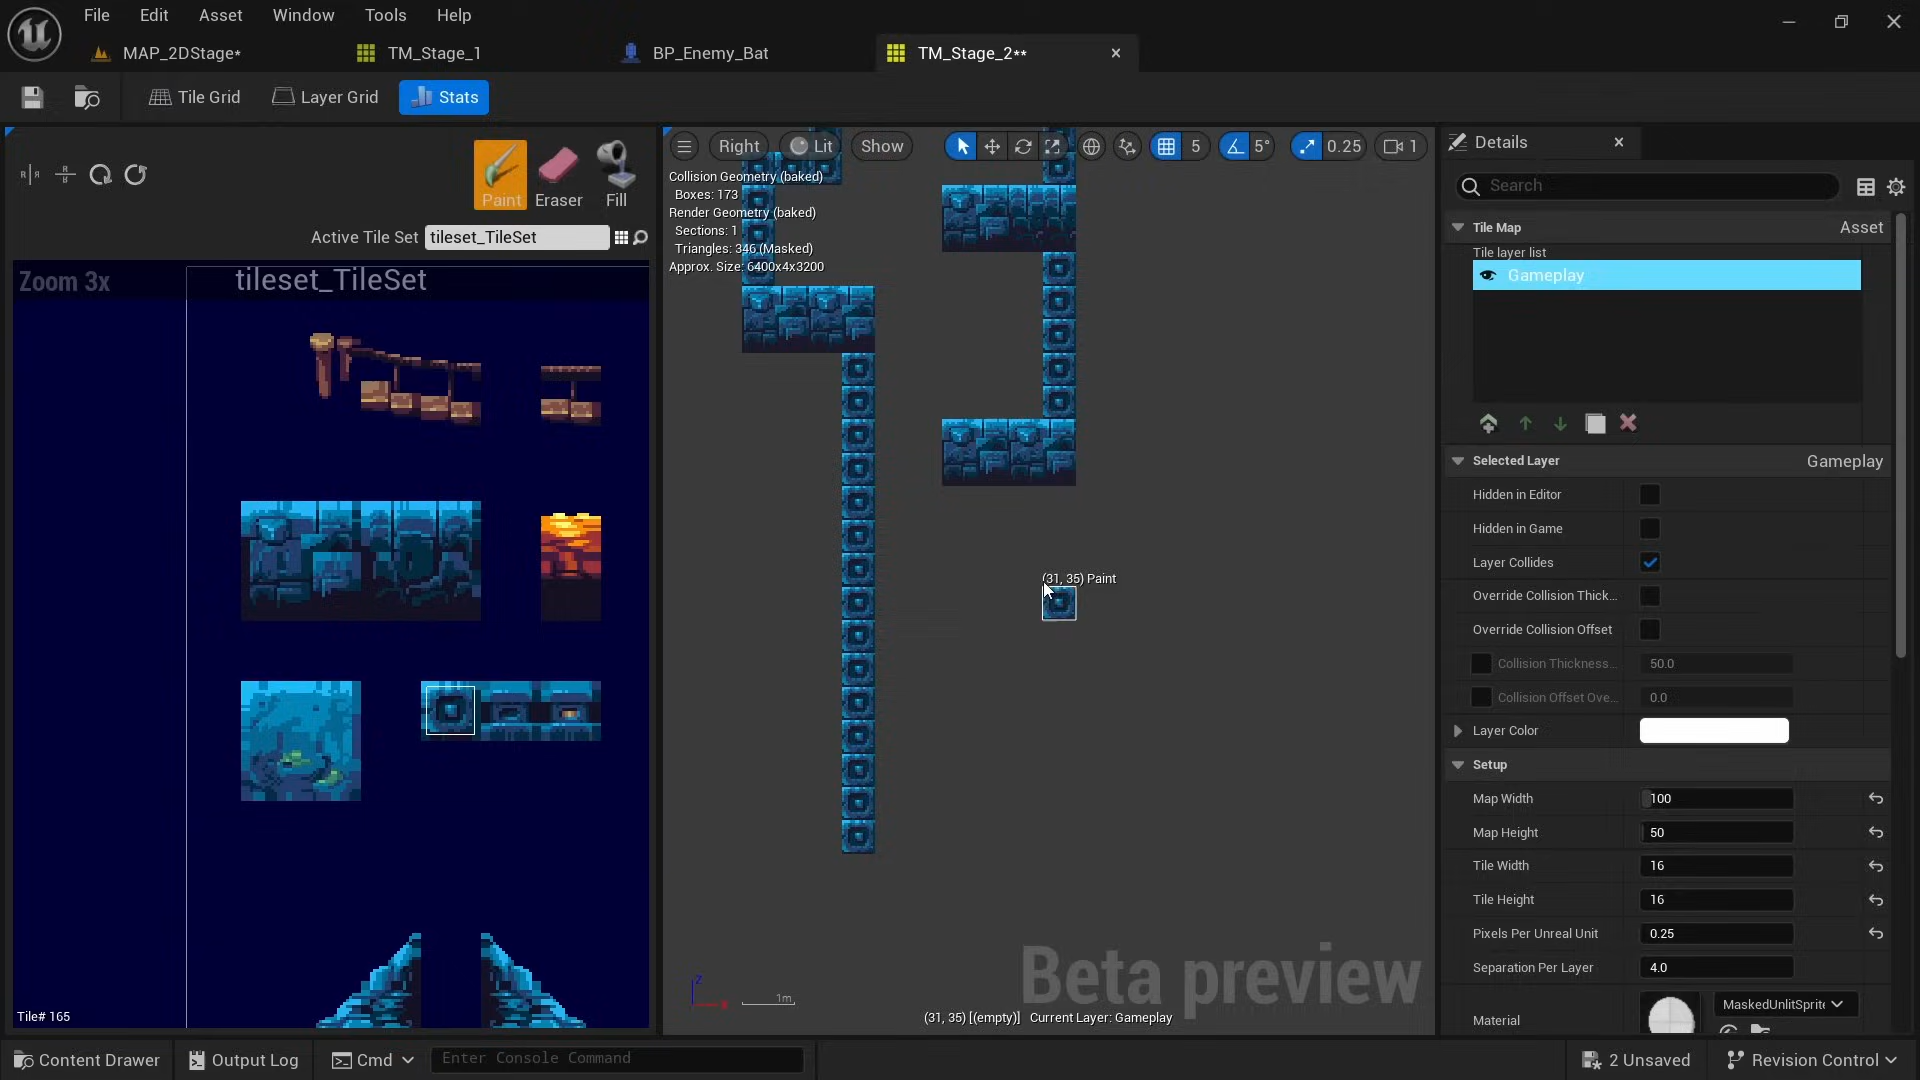 File Edit Asset Window Tools Help
MAP_2DStage* TM_Stage_1 BP_Enemy_Bat TM_Stage_2** ×
Tile Grid Layer Grid Stats
Right Lit Show 5 5° 0.25 1
Details ×
Search
Paint Eraser Fill
Active Tile Set tileset_TileSet
Zoom 3x tileset_TileSet
Tile# 165
Collision Geometry (baked)
Boxes: 173
Render Geometry (baked)
Sections: 1
Triangles: 346 (Masked)
Approx. Size: 6400x4x3200
(31, 35) Paint
Z
1m
Beta preview
(31, 35) [(empty)] Current Layer: Gameplay
Tile Map Asset
Tile layer list
Gameplay
Selected Layer Gameplay
Hidden in Editor
Hidden in Game
Layer Collides
Override Collision Thick...
Override Collision Offset
Collision Thickness... 50.0
Collision Offset Ove... 0.0
Layer Color
Setup
Map Width 100
Map Height 50
Tile Width 16
Tile Height 16
Pixels Per Unreal Unit 0.25
Separation Per Layer 4.0
Material MaskedUnlitSprite
Content Drawer Output Log Cmd Enter Console Command 2 Unsaved Revision Control